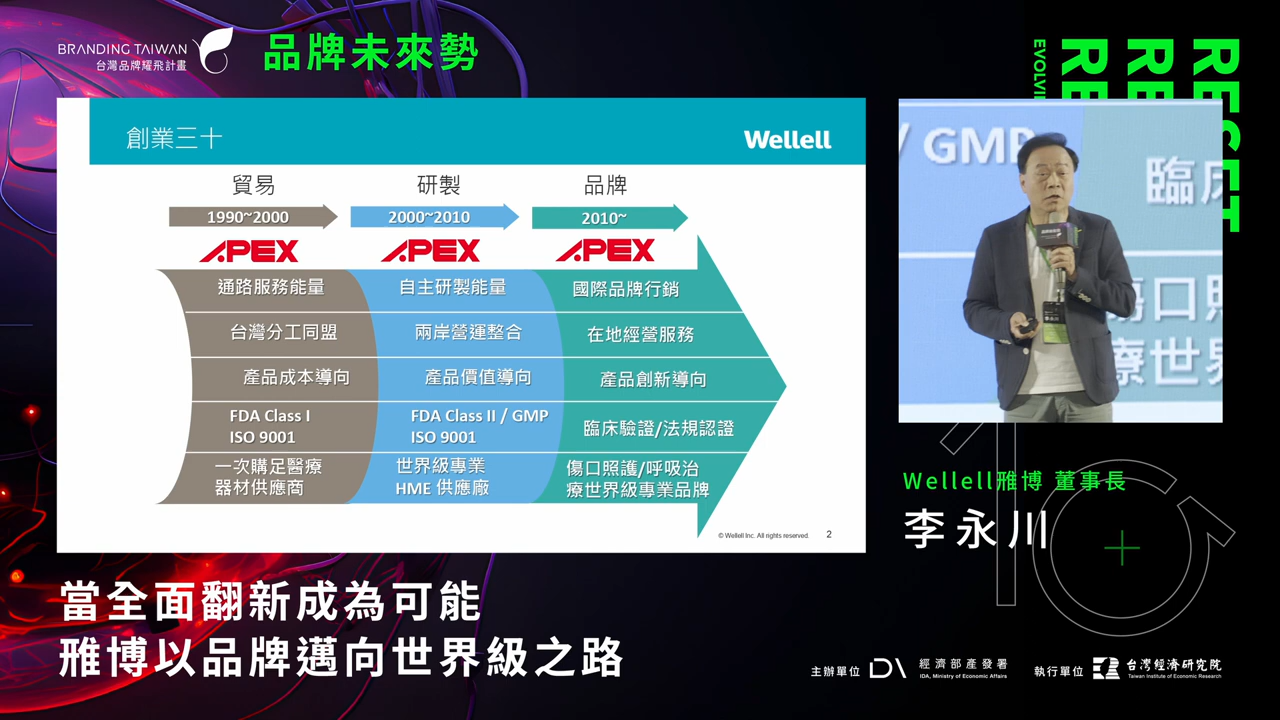 BRANDING TAIWAN
台灣品牌耀飛計畫
品牌未來勢
創業三十
Wellell
貿易
研製
品牌
1990~2000
2000~2010
2010~
APEX
APEX
APEX
通路服務能量
自主研製能量
國際品牌行銷
台灣分工同盟
兩岸營運整合
在地經營服務
產品成本導向
產品價值導向
產品創新導向
FDA Class I
ISO 9001
FDA Class II / GMP
ISO 9001
臨床驗證/法規認證
一次購足醫療
器材供應商
世界級專業
HME 供應廠
傷口照護/呼吸治
療世界級專業品牌
© Wellell Inc. All rights reserved.
2
/ GMP
臨床
傷口照
療世界
RESET
RE
RE
EVOLVI
Wellell雅博 董事長
李永川
當全面翻新成為可能
雅博以品牌邁向世界級之路
主辦單位
經濟部產發署
IDA, Ministry of Economic Affairs
執行單位
台灣經濟研究院
Taiwan Institute of Economic Research